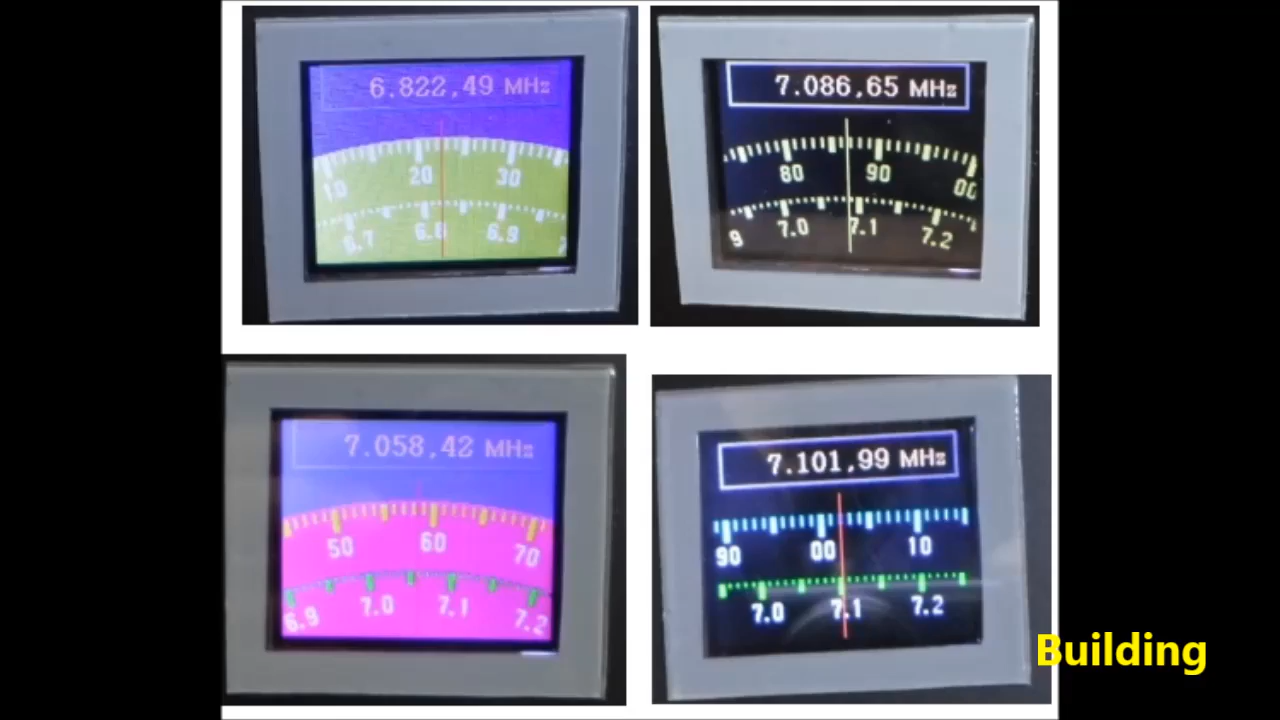 6.822,49 MHz
10 20 30
6.7 6.8 6.9
7.086,65 MHz
80 90 00
9 7.0 7.1 7.2
7.058,42 MHz
50 60 70
6.9 7.0 7.1 7.2
7.101,99 MHz
90 00 10
7.0 7.1 7.2
Building